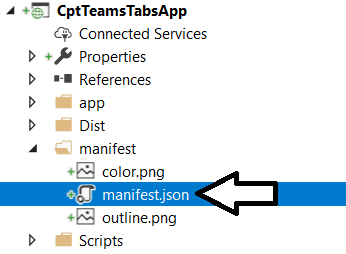 CptTeamsTabsApp
Connected Services
Properties
References
app
Dist
manifest
color.png
manifest.json
outline.png
Scripts